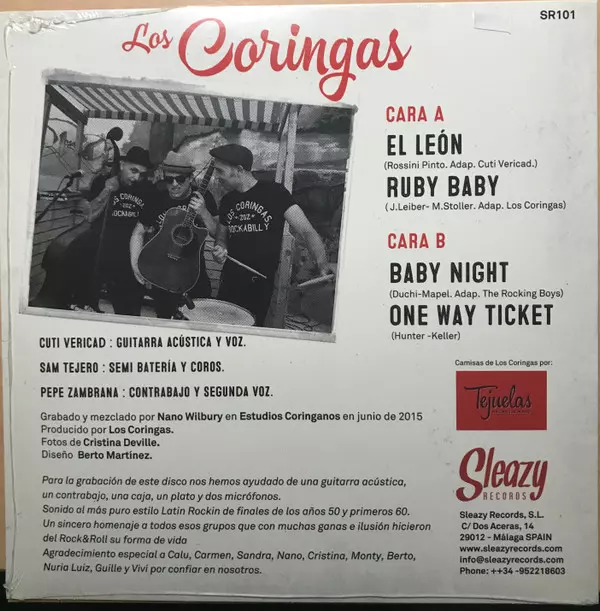 SR101
Los Coringas
CARA A
EL LEÓN
(Rossini Pinto. Adap. Cuti Vericad.)
RUBY BABY
( J.Leiber- M.Stoller. Adap. Los Coringas)
CARA B
BABY NIGHT
(Duchi-Mapel. Adap. The Rocking Boys)
ONE WAY TICKET
(Hunter -Keller)
LOS CORINGAS
ROCKABILLY
LOS CORINGAS
ROCKABILLY
CUTI VERICAD : GUITARRA ACÚSTICA Y VOZ.
SAM TEJERO : SEMI BATERÍA Y COROS.
PEPE ZAMBRANA : CONTRABAJO Y SEGUNDA VOZ.
Grabado y mezclado por Nano Wilbury en Estudios Coringanos en junio de 2015
Producido por Los Coringas.
Fotos de Cristina Deville.
Diseño Berto Martínez.
Para la grabación de este disco nos hemos ayudado de una guitarra acústica,
un contrabajo, una caja, un plato y dos micrófonos.
Sonido al más puro estilo Latin Rockin de finales de los años 50 y primeros 60.
Un sincero homenaje a todos esos grupos que con muchas ganas e ilusión hicieron
del Rock&Roll su forma de vida
Agradecimiento especial a Calu, Carmen, Sandra, Nano, Cristina, Monty, Berto,
Nuria Luíz, Guille y Vivi por confiar en nosotros.
Camisas de Los Coringas por:
Tejuelas
Sleazy
RECORDS
Sleazy Records, S.L.
C/ Dos Aceras, 14
29012 - Málaga SPAIN
www.sleazyrecords.com
info@sleazyrecords.com
Phone: ++34 -952218603